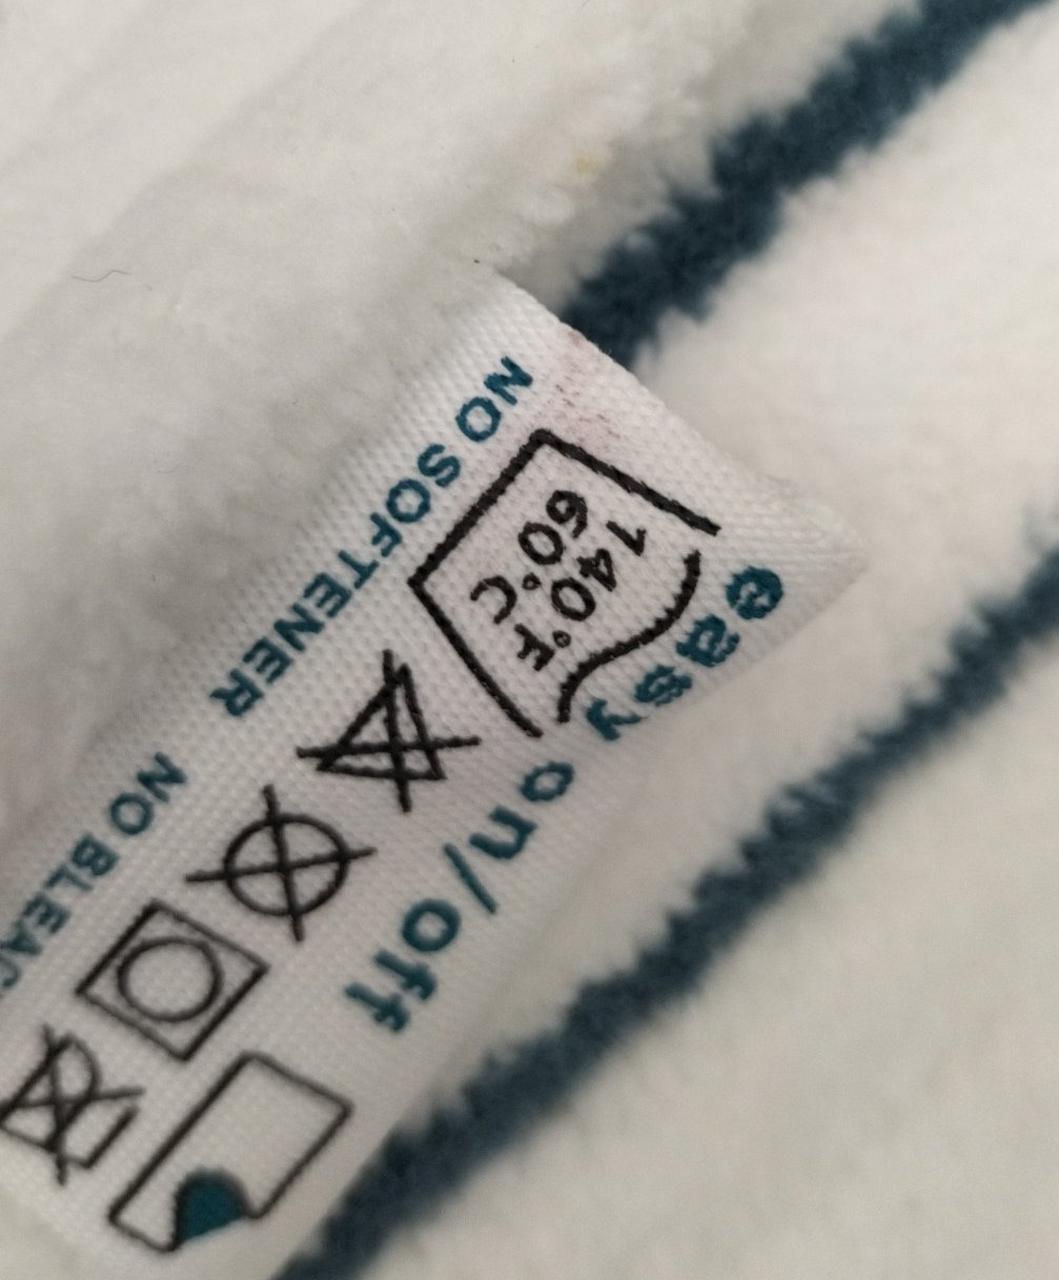 easy on/off
140°F
60°C
NO SOFTENER
NO BLEAC